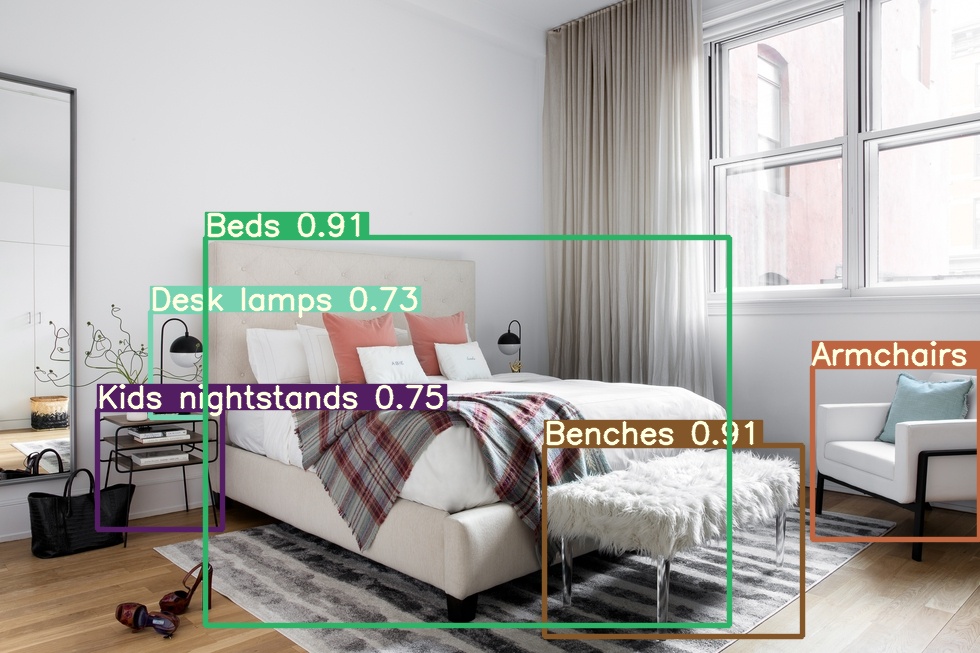 Beds 0.91
Desk lamps 0.73
Armchairs
Kids nightstands 0.75
Benches 0.91